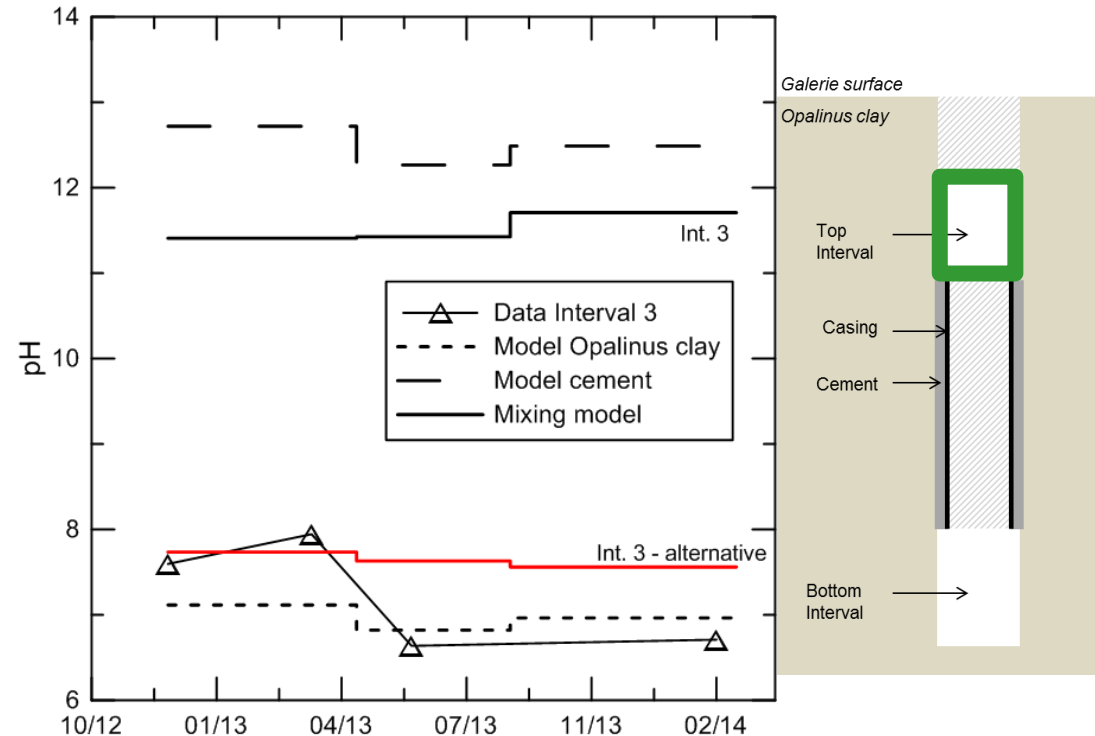 14
12
10
8
6
pH
10/12
01/13
04/13
07/13
11/13
02/14
Int. 3
Data Interval 3
Model Opalinus clay
Model cement
Mixing model
Int. 3 - alternative
Galerie surface
Opalinus clay
Top
Interval
Casing
Cement
Bottom
Interval